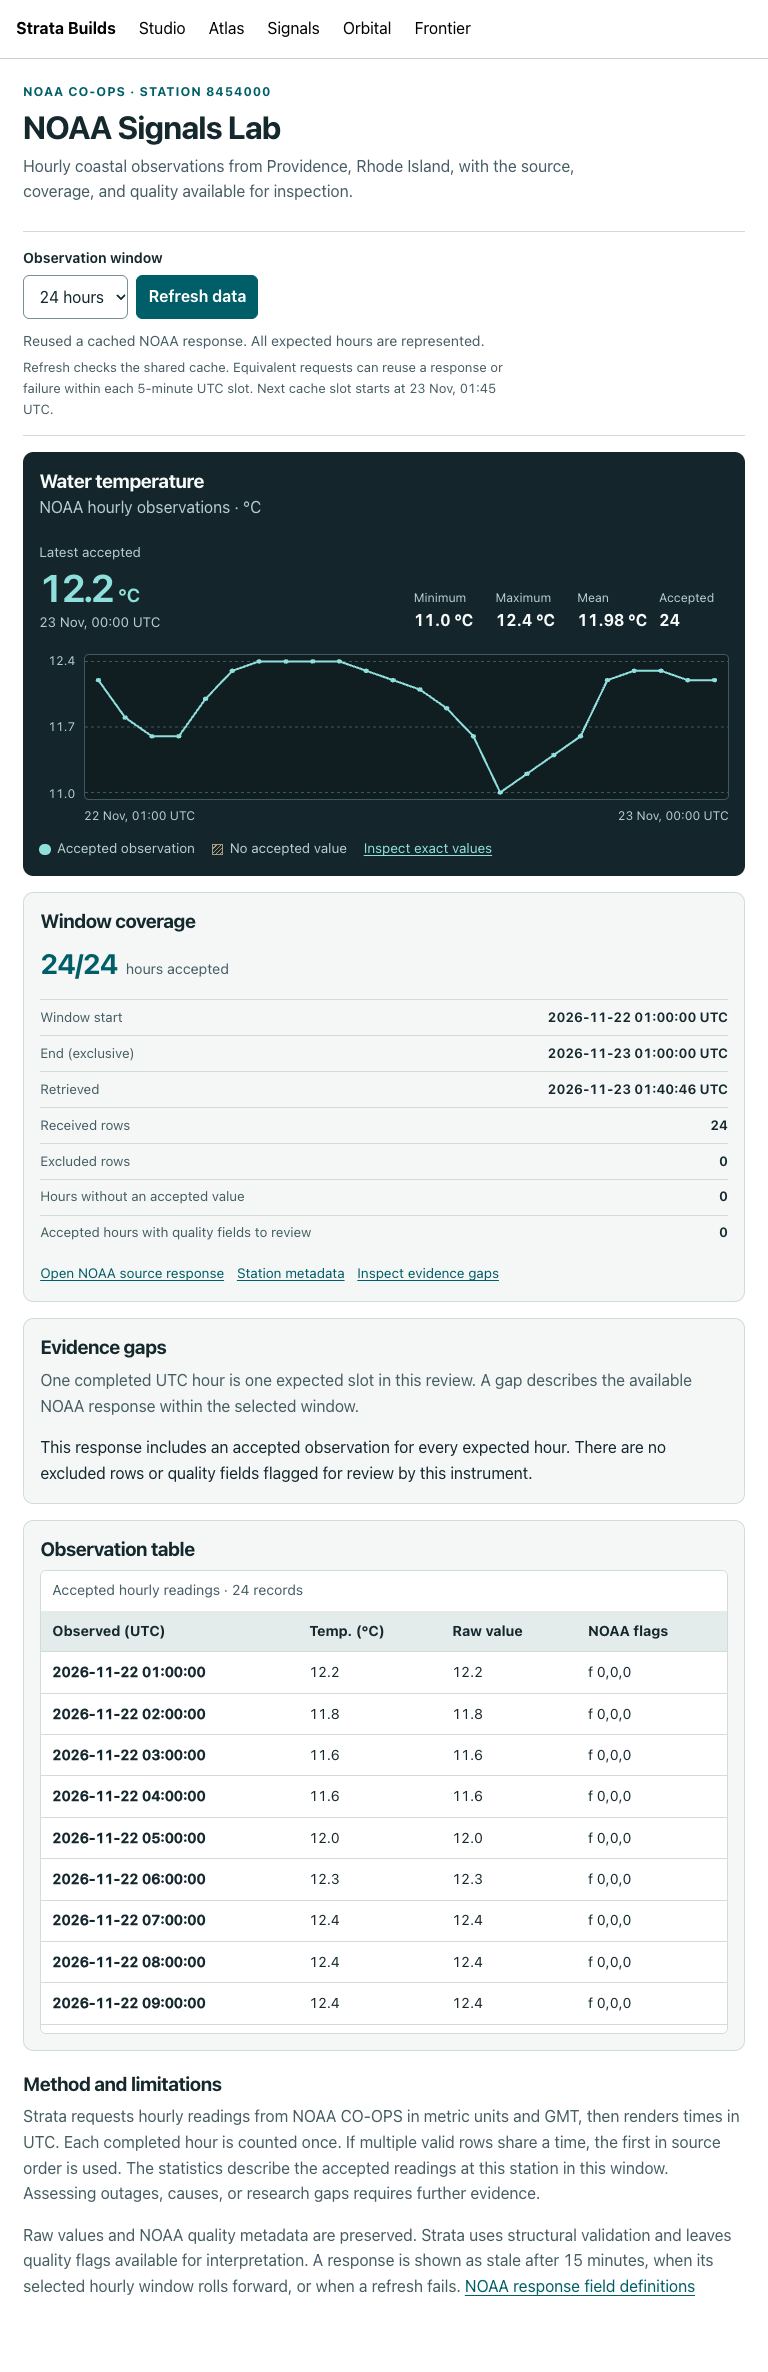 Strata Builds Studio Atlas Signals Orbital Frontier
NOAA CO-OPS · STATION 8454000
NOAA Signals Lab
Hourly coastal observations from Providence, Rhode Island, with the source,
coverage, and quality available for inspection.
Observation window
24 hours Refresh data
Reused a cached NOAA response. All expected hours are represented.
Refresh checks the shared cache. Equivalent requests can reuse a response or
failure within each 5-minute UTC slot. Next cache slot starts at 23 Nov, 01:45
UTC.
Water temperature
NOAA hourly observations · °C
Latest accepted
12.2 °C
23 Nov, 00:00 UTC
Minimum Maximum Mean Accepted
11.0 °C 12.4 °C 11.98 °C 24
12.4
11.7
11.0
22 Nov, 01:00 UTC 23 Nov, 00:00 UTC
Accepted observation No accepted value Inspect exact values
Window coverage
24/24 hours accepted
Window start 2026-11-22 01:00:00 UTC
End (exclusive) 2026-11-23 01:00:00 UTC
Retrieved 2026-11-23 01:40:46 UTC
Received rows 24
Excluded rows 0
Hours without an accepted value 0
Accepted hours with quality fields to review 0
Open NOAA source response Station metadata Inspect evidence gaps
Evidence gaps
One completed UTC hour is one expected slot in this review. A gap describes the available
NOAA response within the selected window.
This response includes an accepted observation for every expected hour. There are no
excluded rows or quality fields flagged for review by this instrument.
Observation table
Accepted hourly readings · 24 records
Observed (UTC) Temp. (°C) Raw value NOAA flags
2026-11-22 01:00:00 12.2 12.2 f 0,0,0
2026-11-22 02:00:00 11.8 11.8 f 0,0,0
2026-11-22 03:00:00 11.6 11.6 f 0,0,0
2026-11-22 04:00:00 11.6 11.6 f 0,0,0
2026-11-22 05:00:00 12.0 12.0 f 0,0,0
2026-11-22 06:00:00 12.3 12.3 f 0,0,0
2026-11-22 07:00:00 12.4 12.4 f 0,0,0
2026-11-22 08:00:00 12.4 12.4 f 0,0,0
2026-11-22 09:00:00 12.4 12.4 f 0,0,0
Method and limitations
Strata requests hourly readings from NOAA CO-OPS in metric units and GMT, then renders times in
UTC. Each completed hour is counted once. If multiple valid rows share a time, the first in source
order is used. The statistics describe the accepted readings at this station in this window.
Assessing outages, causes, or research gaps requires further evidence.
Raw values and NOAA quality metadata are preserved. Strata uses structural validation and leaves
quality flags available for interpretation. A response is shown as stale after 15 minutes, when its
selected hourly window rolls forward, or when a refresh fails. NOAA response field definitions